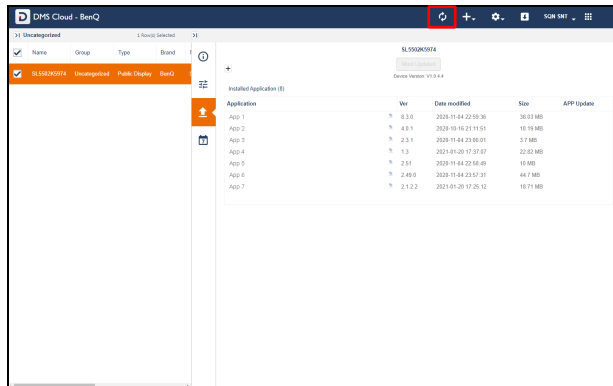 DMS Cloud - BenQ
SQN SNT
Uncategorized 1 Row(s) Selected
Name Group Type Brand
SL5502K5974 Uncategorized Public Display BenQ
SL5502K5974
Device Version V1.9.4.4
Installed Application (8)
Application Ver Date modified Size APP Update
App 1 8.3.0 2020-11-04 22:59:36 38.03 MB
App 2 4.0.1 2020-10-16 21:11:51 10.19 MB
App 3 2.3.1 2020-11-04 23:06:01 3.7 MB
App 4 1.3 2021-01-20 17:37:07 22.82 MB
App 5 2.51 2020-11-04 22:58:49 10 MB
App 6 2.49.0 2020-11-04 23:57:31 44.7 MB
App 7 2.1.2.2 2021-01-20 17:25:12 18.71 MB